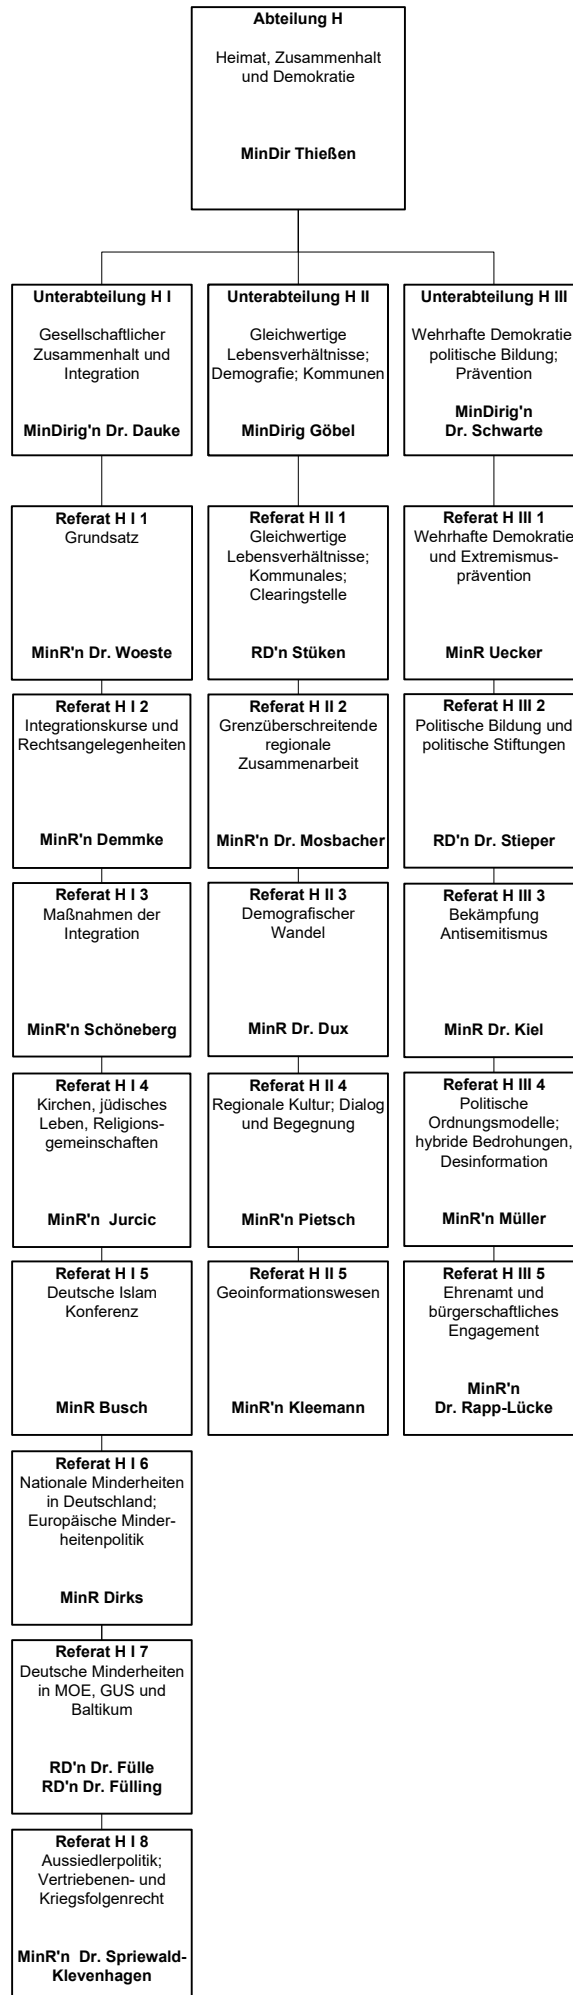 Abteilung H
Heimat, Zusammenhalt
und Demokratie
MinDir Thießen
Unterabteilung H I
Gesellschaftlicher
Zusammenhalt und
Integration
MinDirig'n Dr. Dauke
Unterabteilung H II
Gleichwertige
Lebensverhältnisse;
Demografie; Kommunen
MinDirig Göbel
Unterabteilung H III
Wehrhafte Demokratie
politische Bildung;
Prävention
MinDirig'n
Dr. Schwarte
Referat H I 1
Grundsatz
MinR'n Dr. Woeste
Referat H II 1
Gleichwertige
Lebensverhältnisse;
Kommunales;
Clearingstelle
RD'n Stüken
Referat H III 1
Wehrhafte Demokratie
und Extremismus-
prävention
MinR Uecker
Referat H I 2
Integrationskurse und
Rechtsangelegenheiten
MinR'n Demmke
Referat H II 2
Grenzüberschreitende
regionale
Zusammenarbeit
MinR'n Dr. Mosbacher
Referat H III 2
Politische Bildung und
politische Stiftungen
RD'n Dr. Stieper
Referat H I 3
Maßnahmen der
Integration
MinR'n Schöneberg
Referat H II 3
Demografischer
Wandel
MinR Dr. Dux
Referat H III 3
Bekämpfung
Antisemitismus
MinR Dr. Kiel
Referat H I 4
Kirchen, jüdisches
Leben, Religions-
gemeinschaften
MinR'n Jurcic
Referat H II 4
Regionale Kultur; Dialog
und Begegnung
MinR'n Pietsch
Referat H III 4
Politische
Ordnungsmodelle;
hybride Bedrohungen,
Desinformation
MinR'n Müller
Referat H I 5
Deutsche Islam
Konferenz
MinR Busch
Referat H II 5
Geoinformationswesen
MinR'n Kleemann
Referat H III 5
Ehrenamt und
bürgerschaftliches
Engagement
MinR'n
Dr. Rapp-Lücke
Referat H I 6
Nationale Minderheiten
in Deutschland;
Europäische Minder-
heitenpolitik
MinR Dirks
Referat H I 7
Deutsche Minderheiten
in MOE, GUS und
Baltikum
RD'n Dr. Fülle
RD'n Dr. Fülling
Referat H I 8
Aussiedlerpolitik;
Vertriebenen- und
Kriegsfolgenrecht
MinR'n Dr. Spriewald-
Klevenhagen